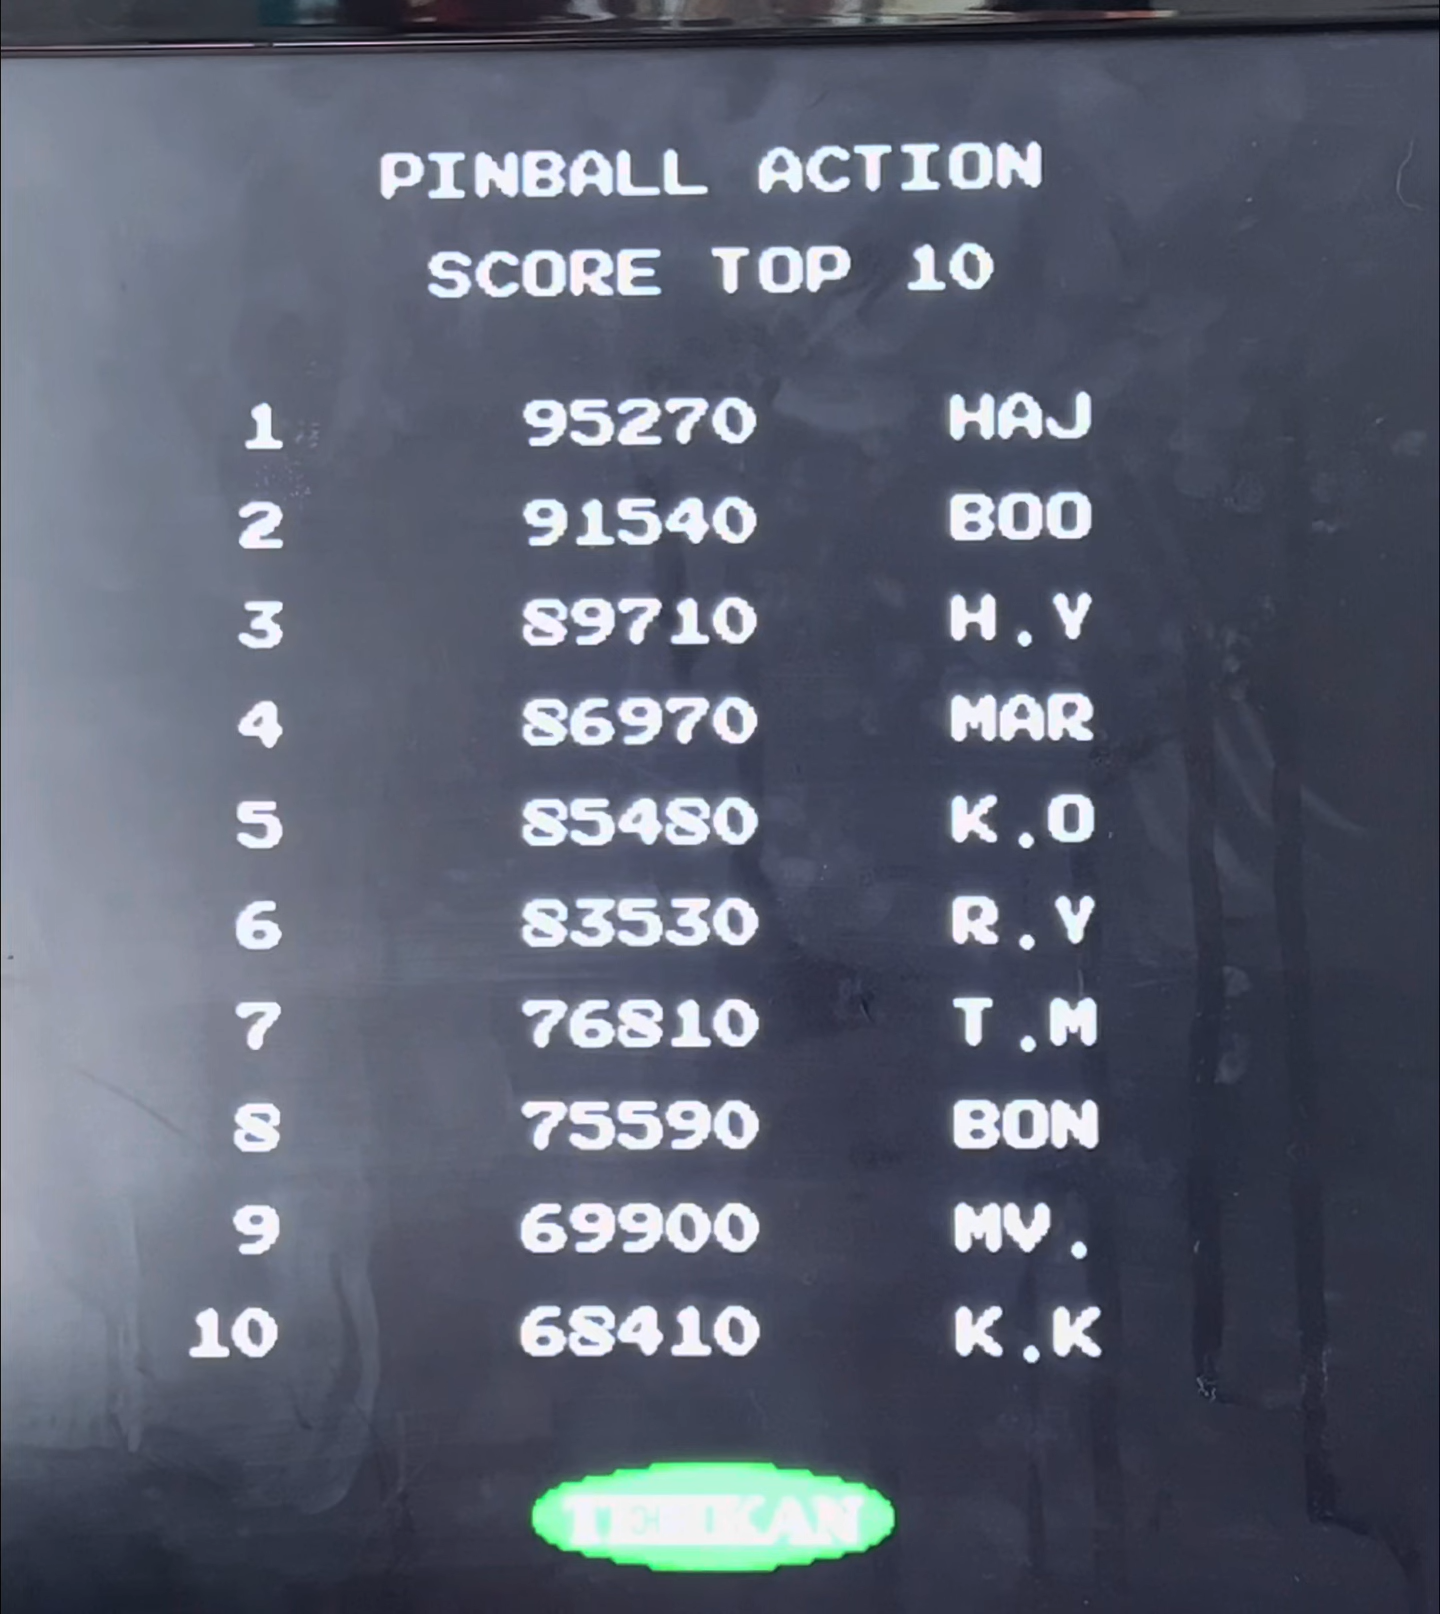 PINBALL ACTION
SCORE TOP 10
1 95270 HAJ
2 91540 BOO
3 89710 H.Y
4 86970 MAR
5 85480 K.O
6 83530 R.Y
7 76810 T.M
8 75590 BON
9 69900 MV.
10 68410 K.K
TEHKAN